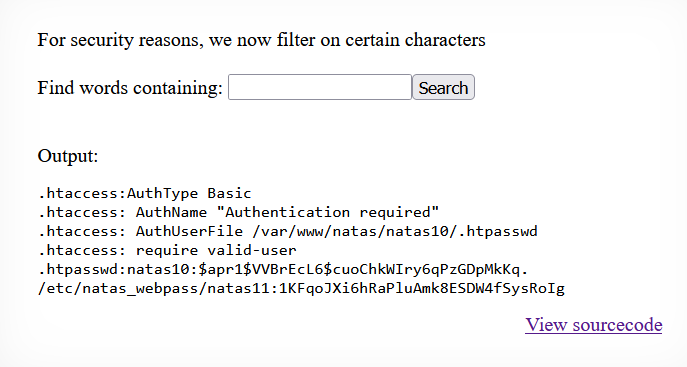 For security reasons, we now filter on certain characters
Find words containing: Search
Output:
.htaccess:AuthType Basic
.htaccess: AuthName "Authentication required"
.htaccess: AuthUserFile /var/www/natas/natas10/.htpasswd
.htaccess: require valid-user
.htpasswd:natas10:$apr1$VVBrEcL6$cuoChkWIry6qPzGDpMkKq.
/etc/natas_webpass/natas11:1KFqoJXi6hRaPluAmk8ESDW4fSysRoIg
View sourcecode